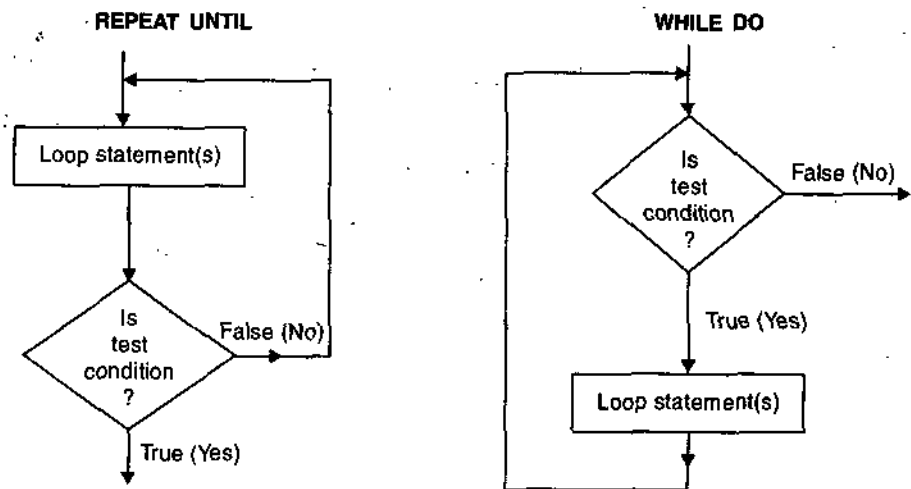 REPEAT UNTIL
Loop statement(s)
Is
test
condition
?
False (No)
True (Yes)
WHILE DO
Is
test
condition
?
False (No)
True (Yes)
Loop statement(s)